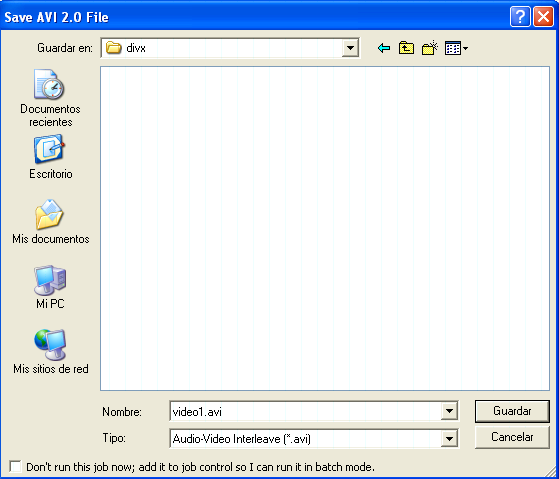 Save AVI 2.0 File
Guardar en: divx
Documentos
recientes
Escritorio
Mis documentos
Mi PC
Mis sitios de red
Nombre: video1.avi Guardar
Tipo: Audio-Video Interleave (*.avi) Cancelar
Don't run this job now; add it to job control so I can run it in batch mode.